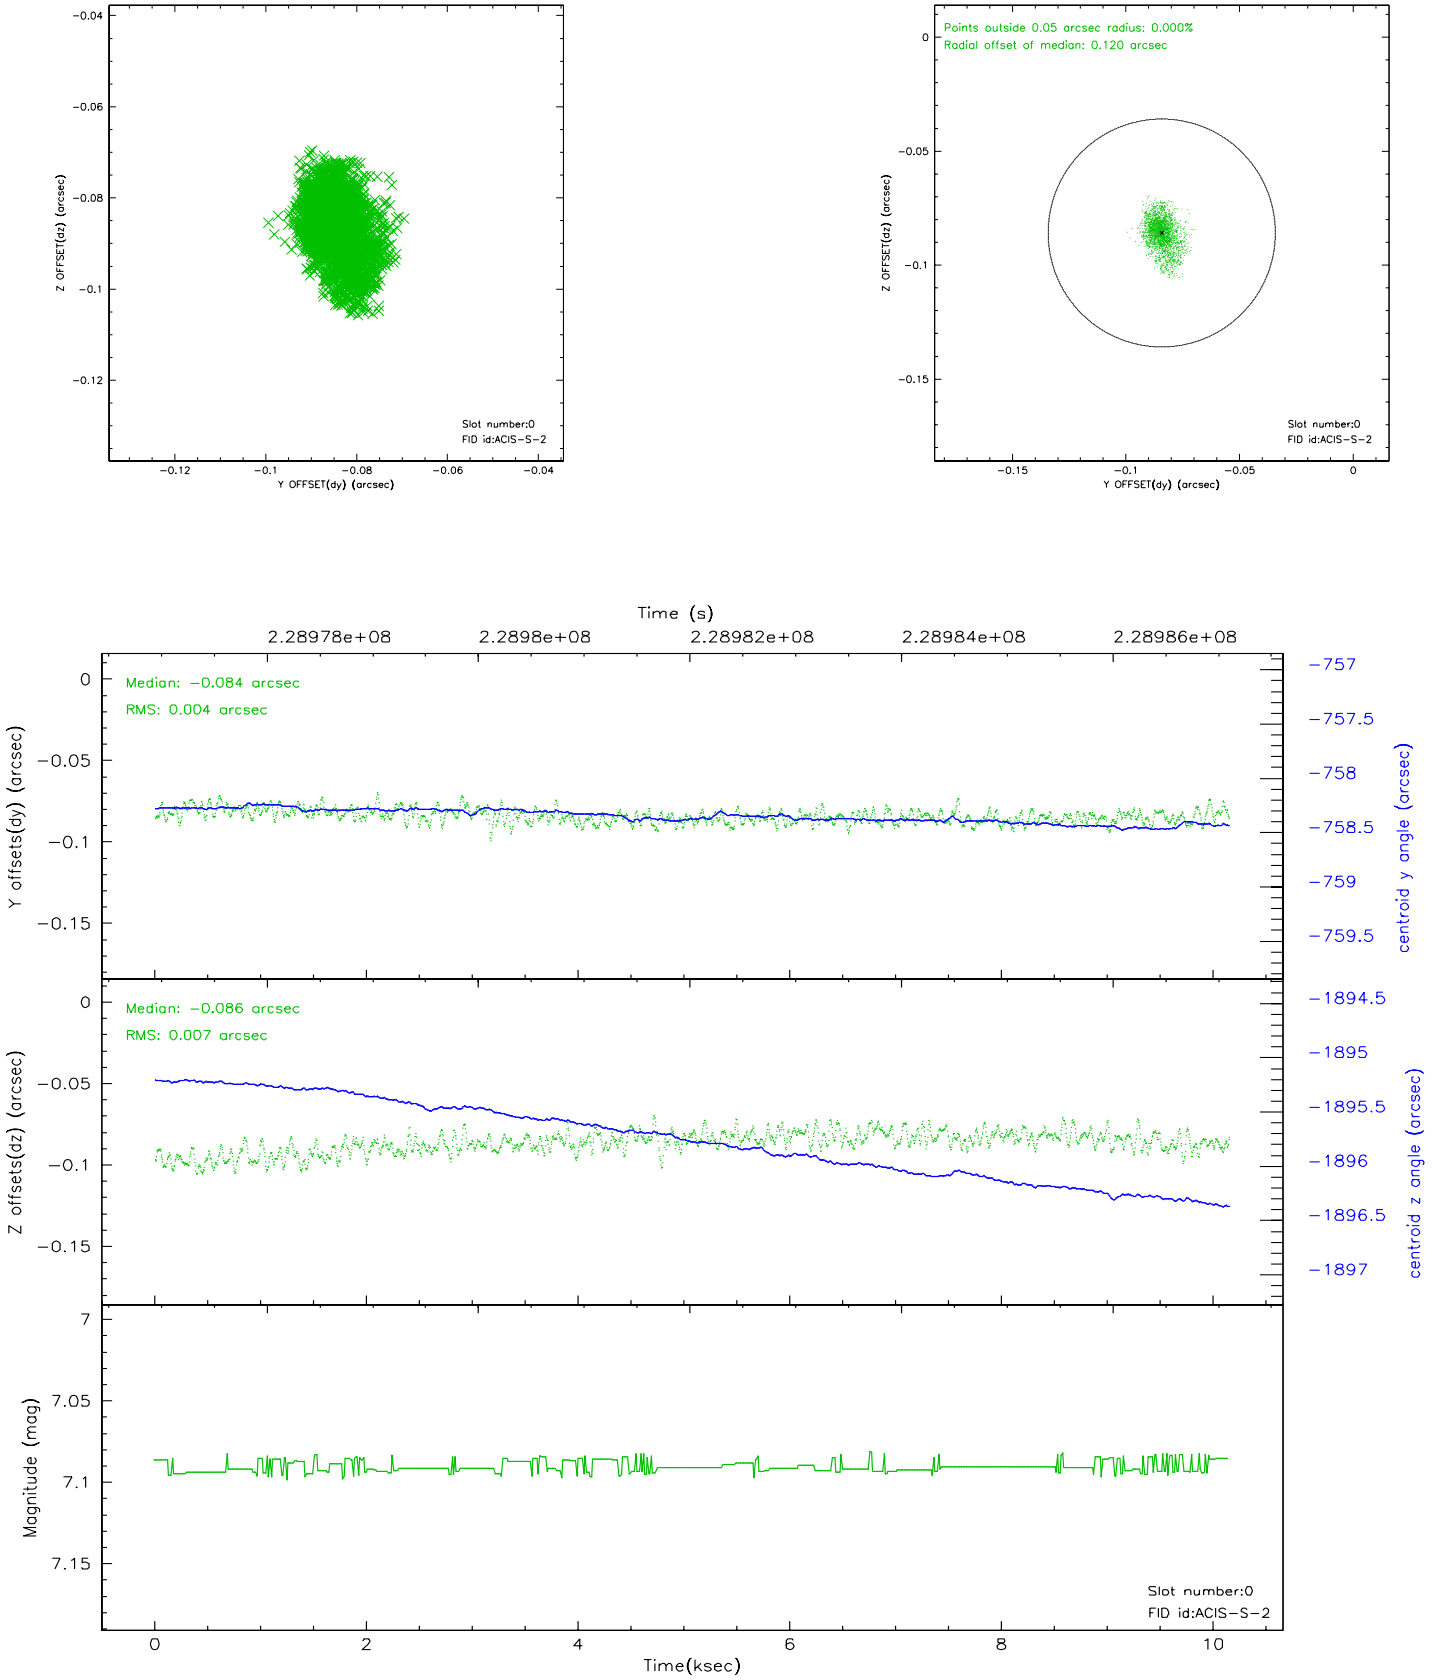 -0.04
-0.06
-0.08
-0.1
-0.12
Z OFFSET(dz) (arcsec)
Slot number:0
FID id:ACIS-S-2
-0.12 -0.1 -0.08 -0.06 -0.04
Y OFFSET(dy) (arcsec)
Points outside 0.05 arcsec radius: 0.000%
Radial offset of median: 0.120 arcsec
0
-0.05
-0.1
-0.15
Z OFFSET(dz) (arcsec)
Slot number:0
FID id:ACIS-S-2
-0.15 -0.1 -0.05 0
Y OFFSET(dy) (arcsec)
Time (s)
2.28978e+08 2.2898e+08 2.28982e+08 2.28984e+08 2.28986e+08
Median: -0.084 arcsec
RMS: 0.004 arcsec
0
-0.05
-0.1
-0.15
Y offsets(dy) (arcsec)
-757
-757.5
-758
-758.5
-759
-759.5
centroid y angle (arcsec)
Median: -0.086 arcsec
RMS: 0.007 arcsec
0
-0.05
-0.1
-0.15
Z offsets(dz) (arcsec)
-1894.5
-1895
-1895.5
-1896
-1896.5
-1897
centroid z angle (arcsec)
7
7.05
7.1
7.15
Magnitude (mag)
Slot number:0
FID id:ACIS-S-2
0 2 4 6 8 10
Time(ksec)